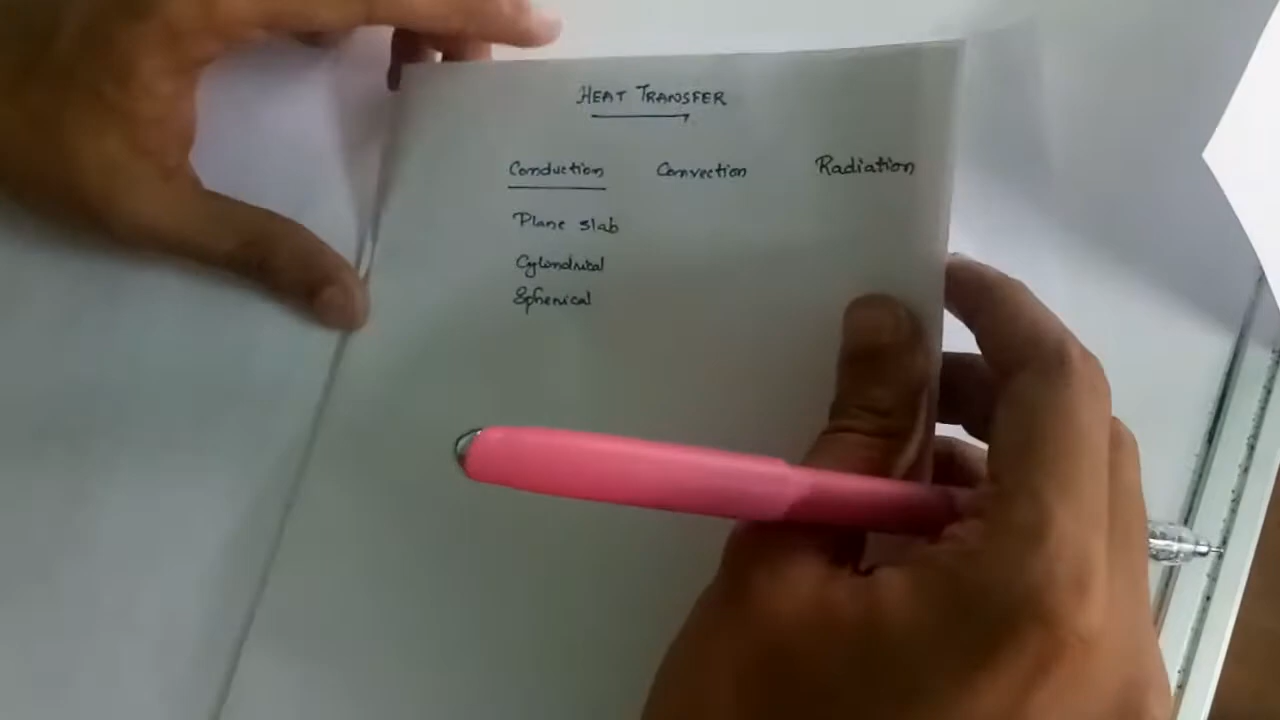 HEAT TRANSFER
Conduction Convection Radiation
Plane slab
Cylindrical
Spherical